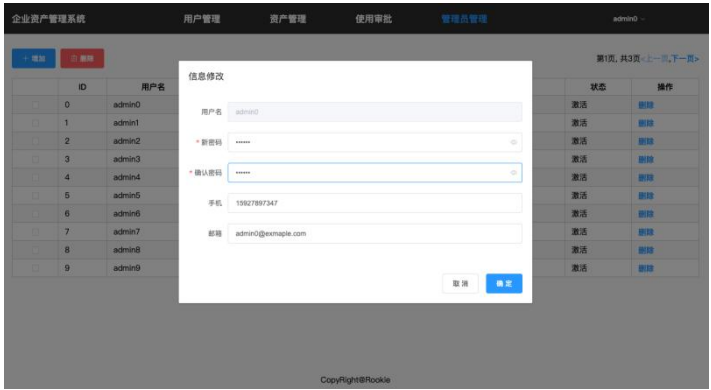 企业资产管理系统 用户管理 资产管理 使用审批 管理员管理 admin0
+ 增加 删除 第1页, 共3页<上一页,下一页>
信息修改
ID 用户名 状态 操作
0 admin0 激活 删除
用户名 admin0
1 admin1 激活 删除
* 新密码 ••••••
2 admin2 激活 删除
3 admin3 激活 删除
* 确认密码 ••••••
4 admin4 激活 删除
5 admin5 激活 删除
手机 15927897347
6 admin6 激活 删除
7 admin7 激活 删除
邮箱 admin0@exmaple.com
8 admin8 激活 删除
9 admin9 激活 删除
取消 确定
CopyRight@Rookie